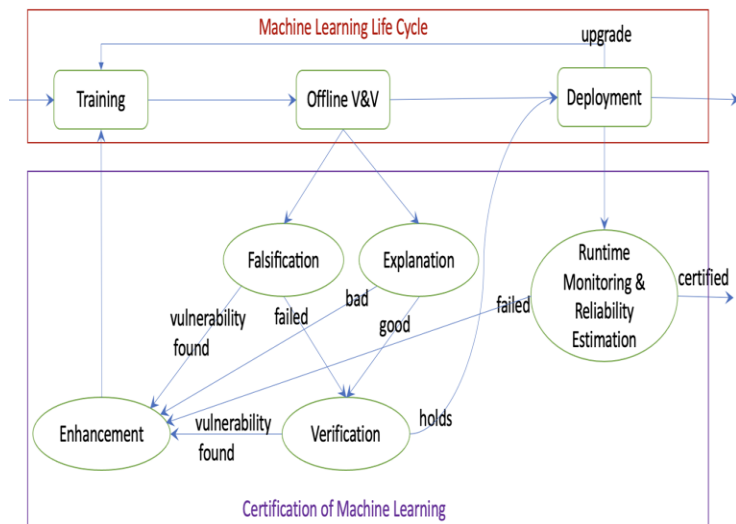 Machine Learning Life Cycle
upgrade
Training
Offline V&V
Deployment
Falsification
Explanation
Runtime
Monitoring &
Reliability
Estimation
certified
vulnerability
found
failed
bad
good
failed
Enhancement
vulnerability
found
Verification
holds
Certification of Machine Learning